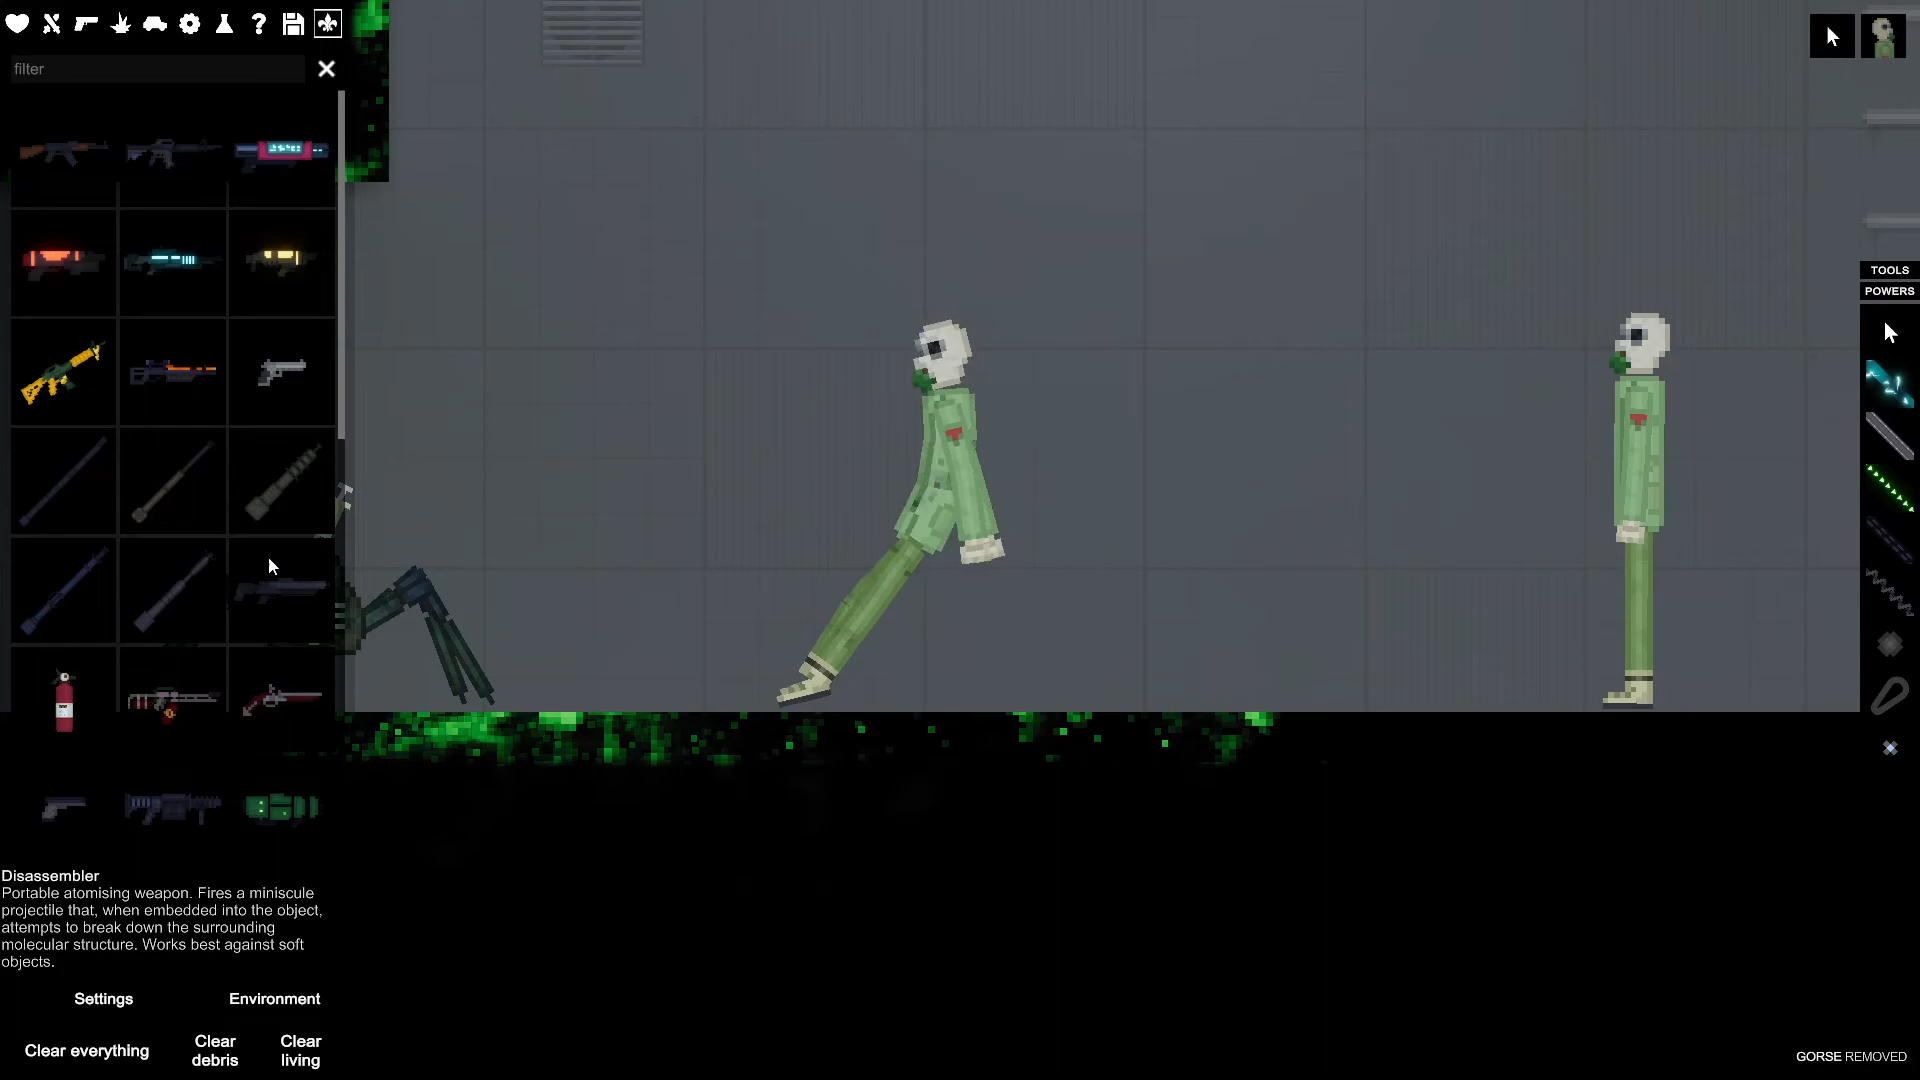 filter
TOOLS
POWERS
Disassembler
Portable atomising weapon. Fires a miniscule
projectile that, when embedded into the object,
attempts to break down the surrounding
molecular structure. Works best against soft
objects.
Settings
Environment
Clear everything
Clear
debris
Clear
living
GORSE REMOVED